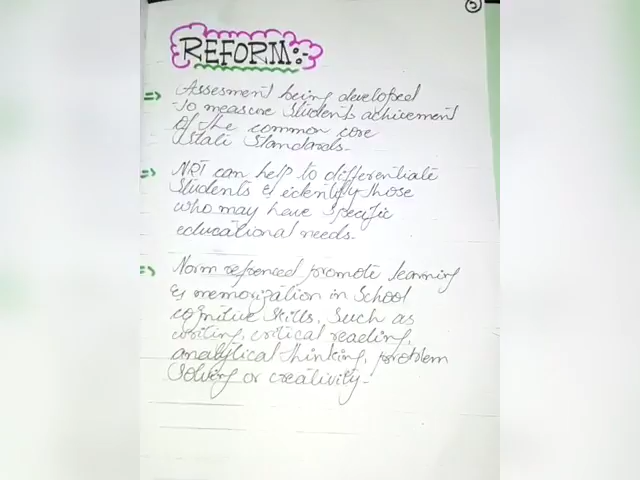 REFORM:-
⇒ Assesment being developed
to measure students achivement
of the common core
State Standards.
⇒ NRT can help to differentiate
Students & identify those
who may have specific
educational needs.
⇒ Norm refrenced promote learning
& memorization in School
cognitive skills, such as
writing, critical reading,
analytical thinking, problem
Solving or creativity.